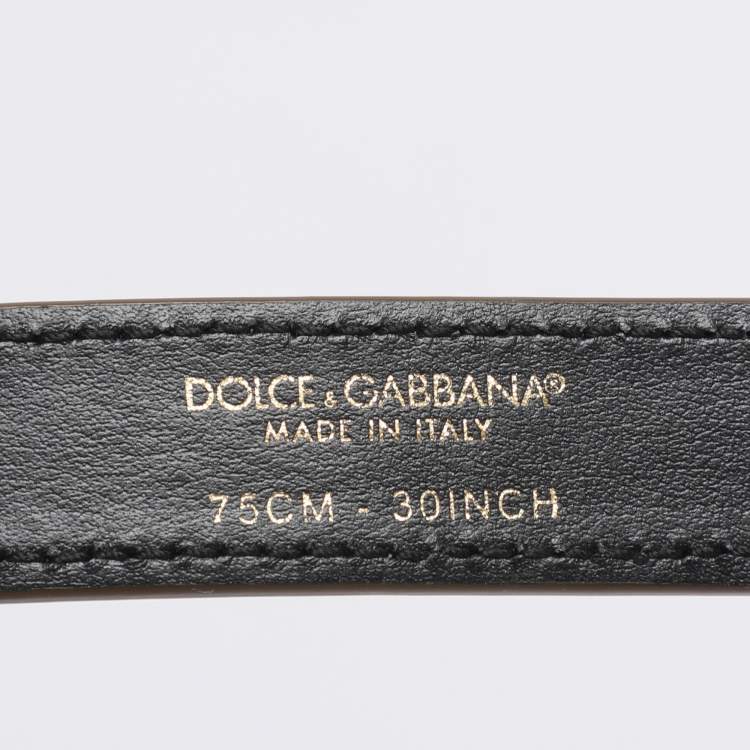 DOLCE & GABBANA®
MADE IN ITALY
75CM - 30INCH